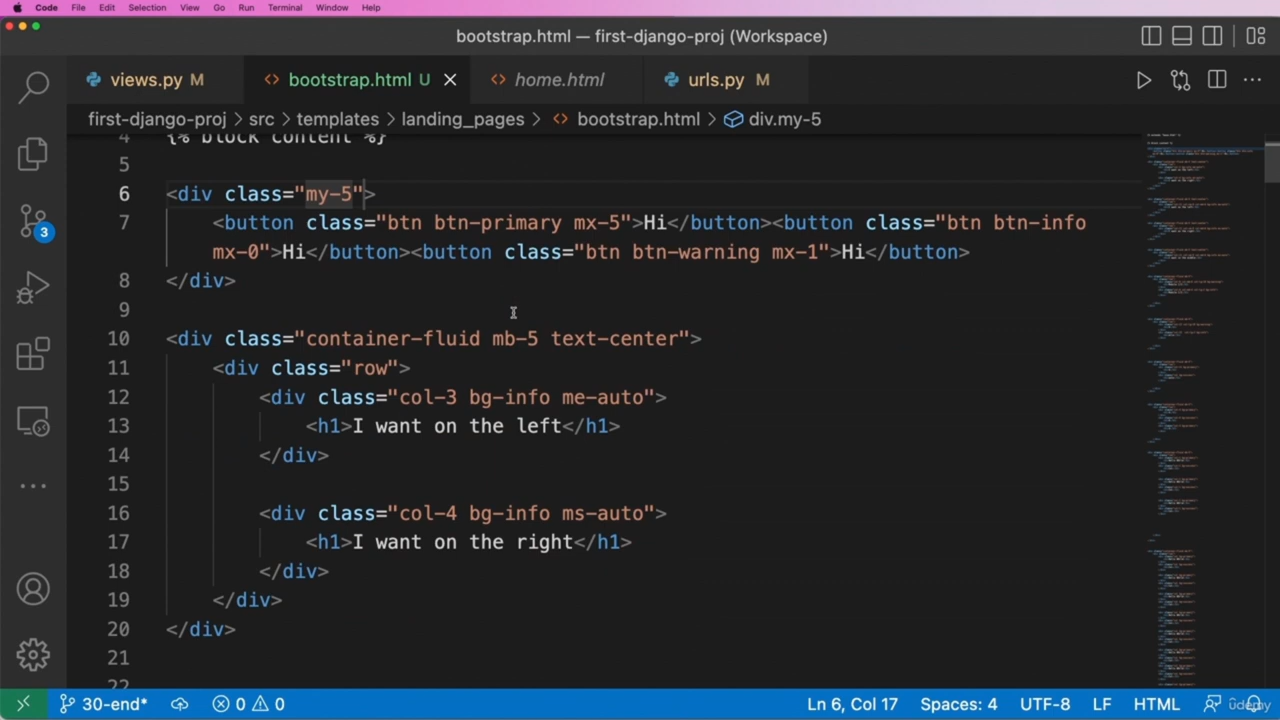 Code File Edit Selection View Go Run Terminal Window Help
bootstrap.html — first-django-proj (Workspace)
views.py M <> bootstrap.html U <> home.html urls.py M
first-django-proj > src > templates > landing_pages > <> bootstrap.html > div.my-5
4 {% block content %}
5
6 <div class="my-5">
7 <button class="btn btn-primary mx-5">Hi</button><button class="btn btn-info
mx-0">Hi</button><button class="btn btn-warning mx-1">Hi</button>
8 </div>
9
10 <div class="container-fluid mb-5 text-center">
11 <div class="row">
12 <div class="col-3 bg-info me-auto">
13 <h1>I want on the left</h1>
14 </div>
15
16 <div class="col-4 bg-info ms-auto">
17 <h1>I want on the right</h1>
18 </div>
19 </div>
20 </div>
21
22
3
30-end* 0 0 Ln 6, Col 17 Spaces: 4 UTF-8 LF HTML
udemy